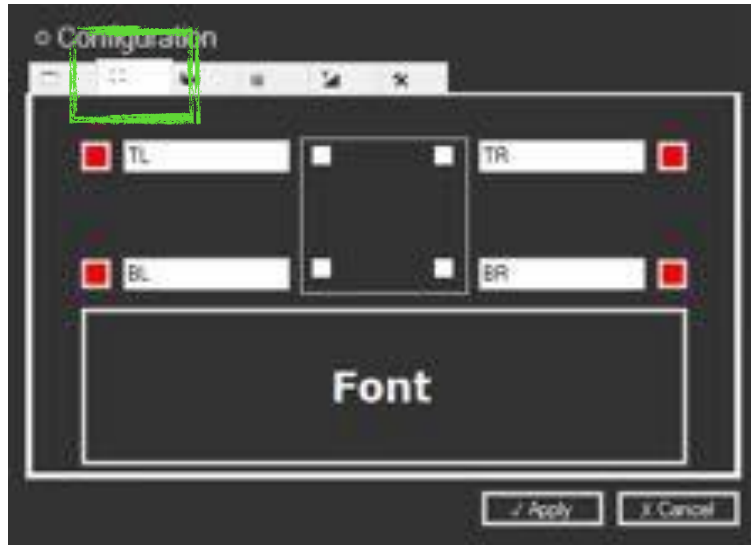 Configuration
TL TR
BL BR
Font
✓ Apply X Cancel